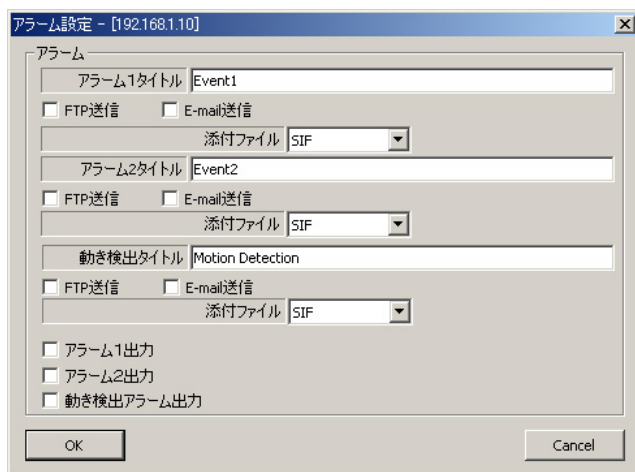 アラーム設定 - [192.168.1.10]
アラーム
アラーム1タイトル Event1
FTP送信 E-mail送信
添付ファイル SIF
アラーム2タイトル Event2
FTP送信 E-mail送信
添付ファイル SIF
動き検出タイトル Motion Detection
FTP送信 E-mail送信
添付ファイル SIF
アラーム1出力
アラーム2出力
動き検出アラーム出力
OK Cancel